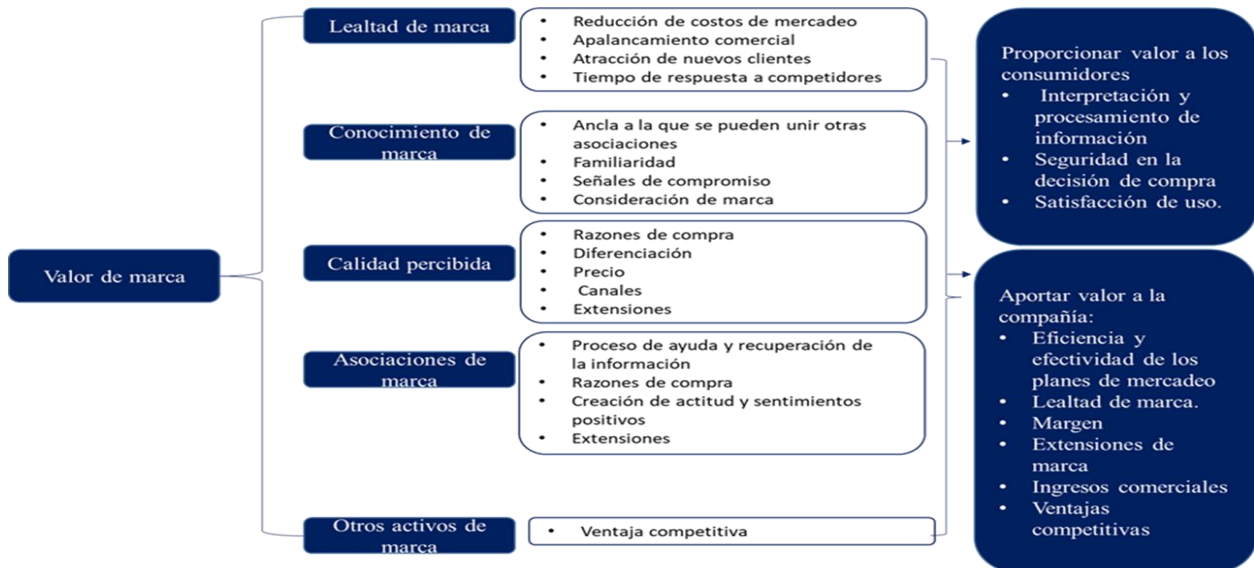 Valor de marca
Lealtad de marca
• Reducción de costos de mercadeo
• Apalancamiento comercial
• Atracción de nuevos clientes
• Tiempo de respuesta a competidores
Conocimiento de
marca
• Ancla a la que se pueden unir otras
asociaciones
• Familiaridad
• Señales de compromiso
• Consideración de marca
Calidad percibida
• Razones de compra
• Diferenciación
• Precio
• Canales
• Extensiones
Asociaciones de
marca
• Proceso de ayuda y recuperación de
la información
• Razones de compra
• Creación de actitud y sentimientos
positivos
• Extensiones
Otros activos de
marca
• Ventaja competitiva
Proporcionar valor a los
consumidores
• Interpretación y
procesamiento de
información
• Seguridad en la
decisión de compra
• Satisfacción de uso.
Aportar valor a la
compañía:
• Eficiencia y
efectividad de los
planes de mercadeo
• Lealtad de marca.
• Margen
• Extensiones de
marca
• Ingresos comerciales
• Ventajas
competitivas